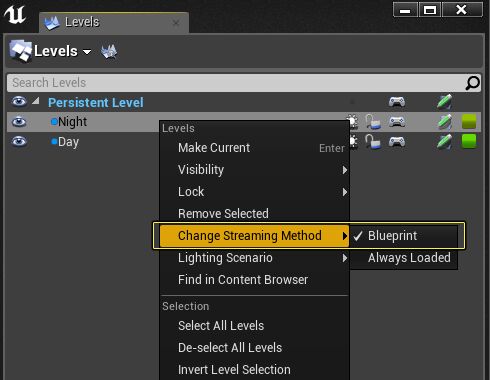 Levels
Levels
Search Levels
Persistent Level
Night
Day
Levels
Make Current Enter
Visibility
Lock
Remove Selected
Change Streaming Method
Blueprint
Always Loaded
Lighting Scenario
Find in Content Browser
Selection
Select All Levels
De-select All Levels
Invert Level Selection